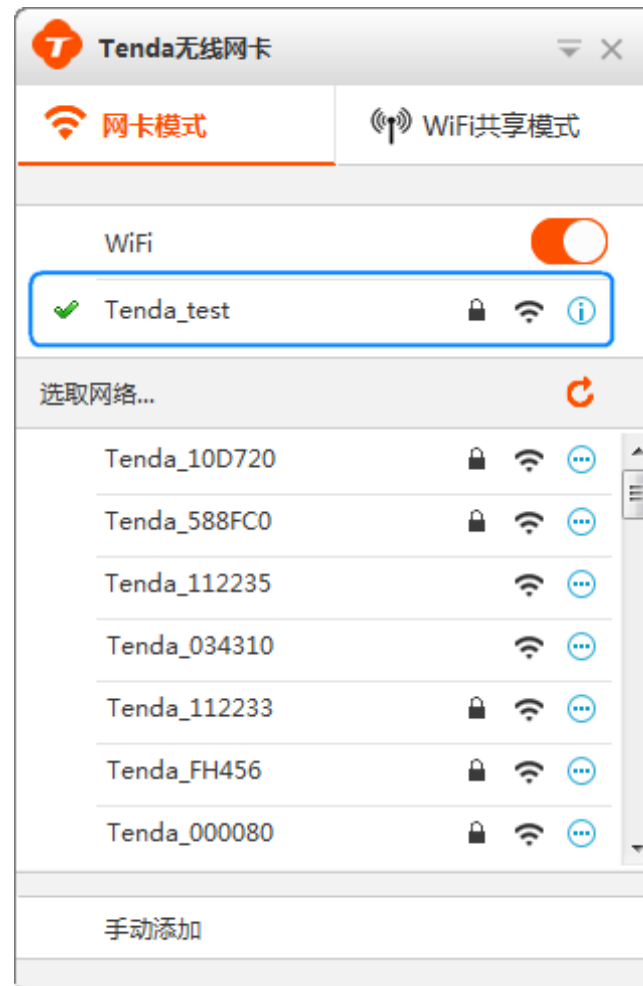 Tenda无线网卡
网卡模式 WiFi共享模式
WiFi
Tenda_test
选取网络...
Tenda_10D720
Tenda_588FC0
Tenda_112235
Tenda_034310
Tenda_112233
Tenda_FH456
Tenda_000080
手动添加